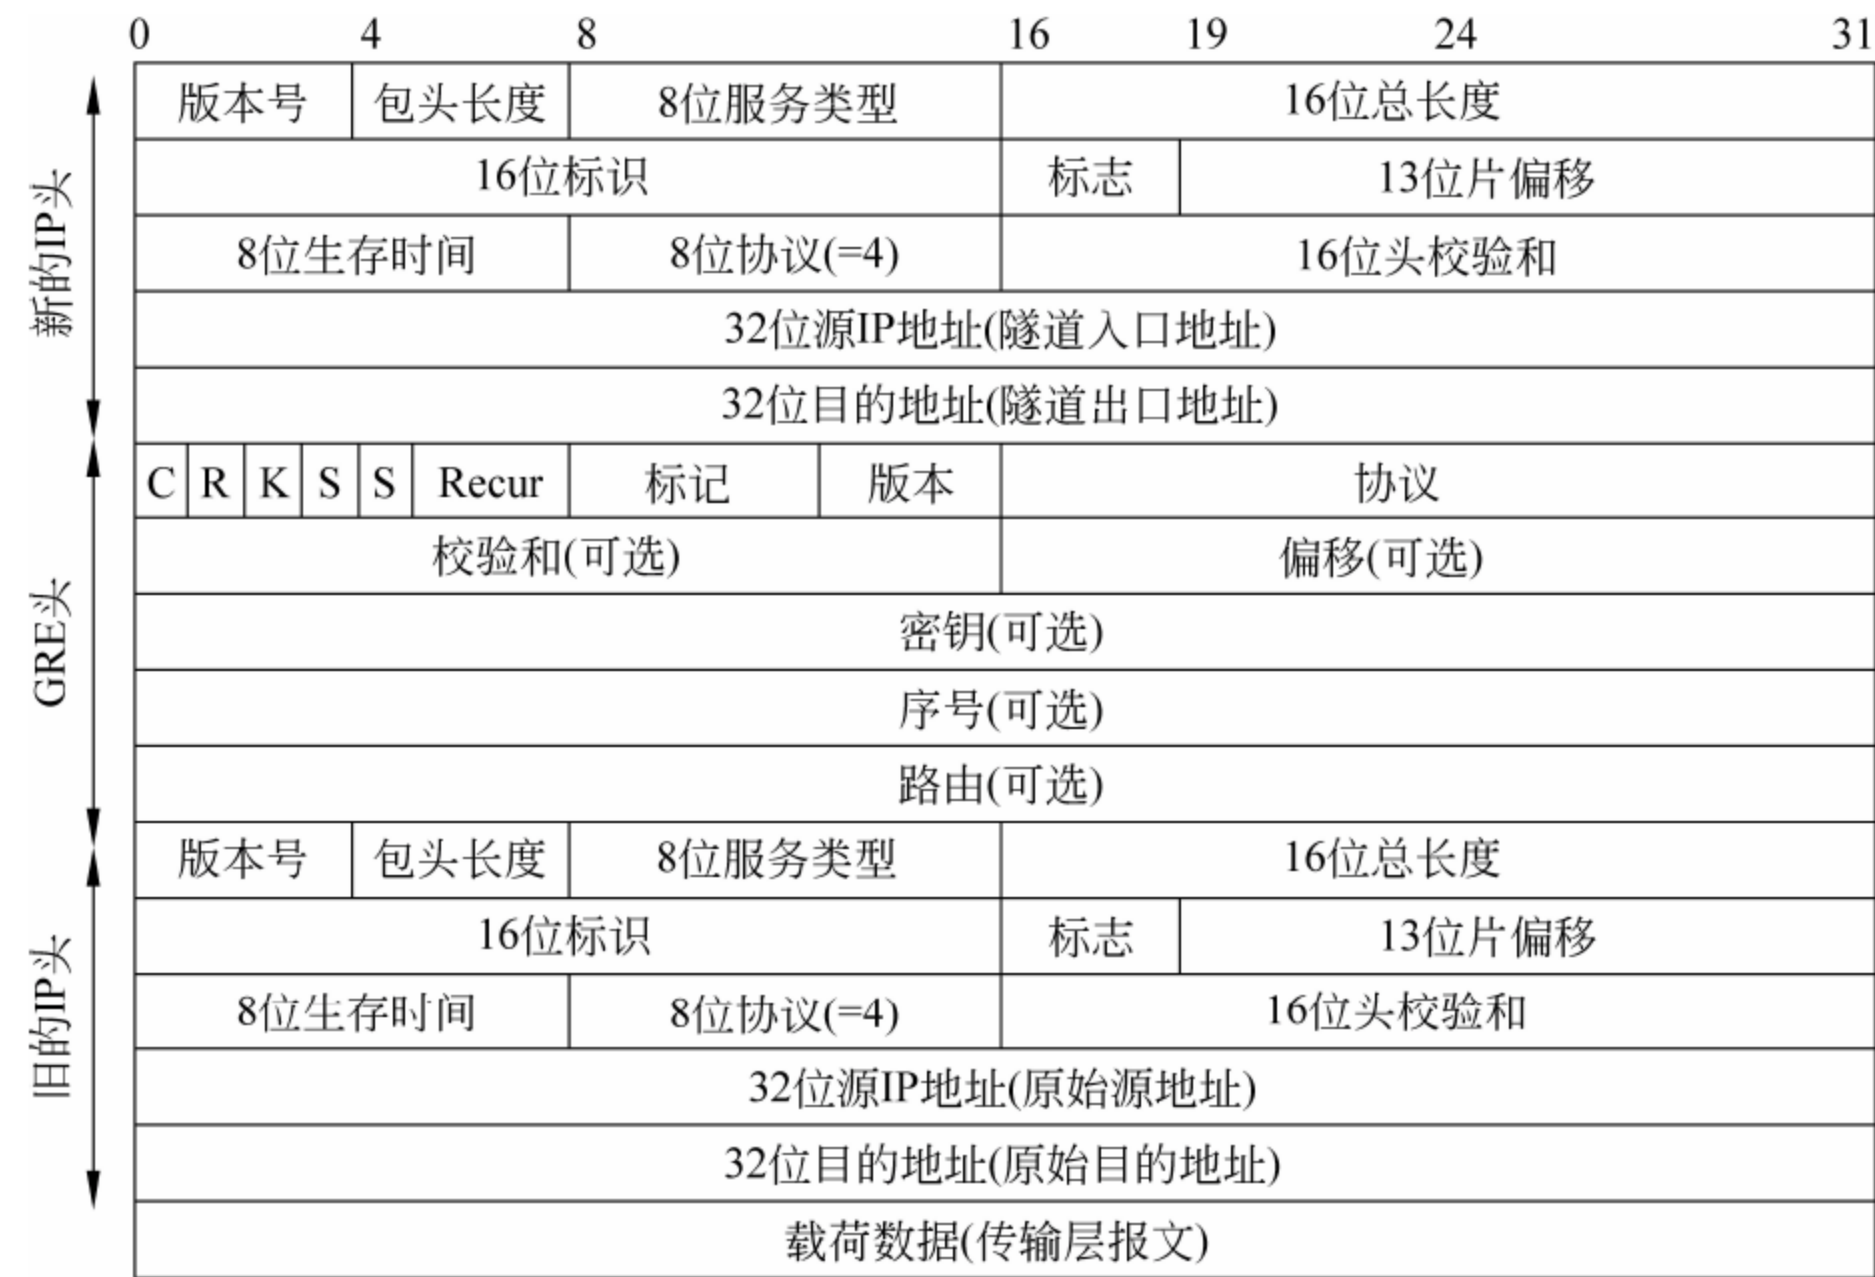 0 4 8 16 19 24 31
版本号 包头长度 8位服务类型 16位总长度
16位标识 标志 13位片偏移
8位生存时间 8位协议(=4) 16位头校验和
32位源IP地址(隧道入口地址)
32位目的地址(隧道出口地址)
新的IP头
C R K S S Recur 标记 版本 协议
校验和(可选) 偏移(可选)
密钥(可选)
序号(可选)
路由(可选)
GRE头
版本号 包头长度 8位服务类型 16位总长度
16位标识 标志 13位片偏移
8位生存时间 8位协议(=4) 16位头校验和
32位源IP地址(原始源地址)
32位目的地址(原始目的地址)
旧的IP头
载荷数据(传输层报文)